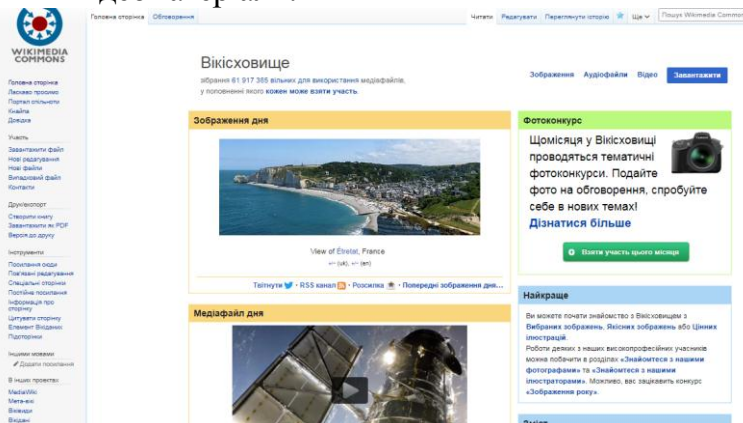 Головна сторінка
Обговорення
Читати
Редагувати
Переглянути історію
Ще
Пошук Wikimedia Commons
WIKIMEDIA
COMMONS
Головна сторінка
Ласкаво просимо
Портал спільноти
Кнайпа
Довідка
Участь
Завантажити файл
Нові редагування
Нові файли
Випадковий файл
Контакти
Друк/експорт
Створити книгу
Завантажити як PDF
Версія до друку
Інструменти
Посилання сюди
Пов'язані редагування
Спеціальні сторінки
Постійне посилання
Інформація про
сторінку
Цитувати сторінку
Елемент Вікіданих
Підсторінки
Іншими мовами
Додати посилання
В інших проектах
MediaWiki
Мета-вікі
Віквиди
Вікідані
Вікісховище
зібрання 61 917 365 вільних для використання медіафайлів,
у поповненні якого кожен може взяти участь.
Зображення Аудіофайли Відео Завантажити
Зображення дня
View of Étretat, France
+− (uk), +− (en)
Твітнути · RSS канал · Розсилка · Попередні зображення дня...
Медіафайл дня
Фотоконкурс
Щомісяця у Вікісховищі
проводяться тематичні
фотоконкурси. Подайте
фото на обговорення, спробуйте
себе в нових темах!
Дізнатися більше
Взяти участь цього місяця
Найкраще
Ви можете почати знайомство з Вікісховищем з
Вибраних зображень, Якісних зображень або Цінних
ілюстрацій.
Роботи деяких з наших високопрофесійних учасників
можна побачити в розділах «Знайомтеся з нашими
фотографами» та «Знайомтеся з нашими
ілюстраторами». Можливо, вас зацікавить конкурс
«Зображення року».